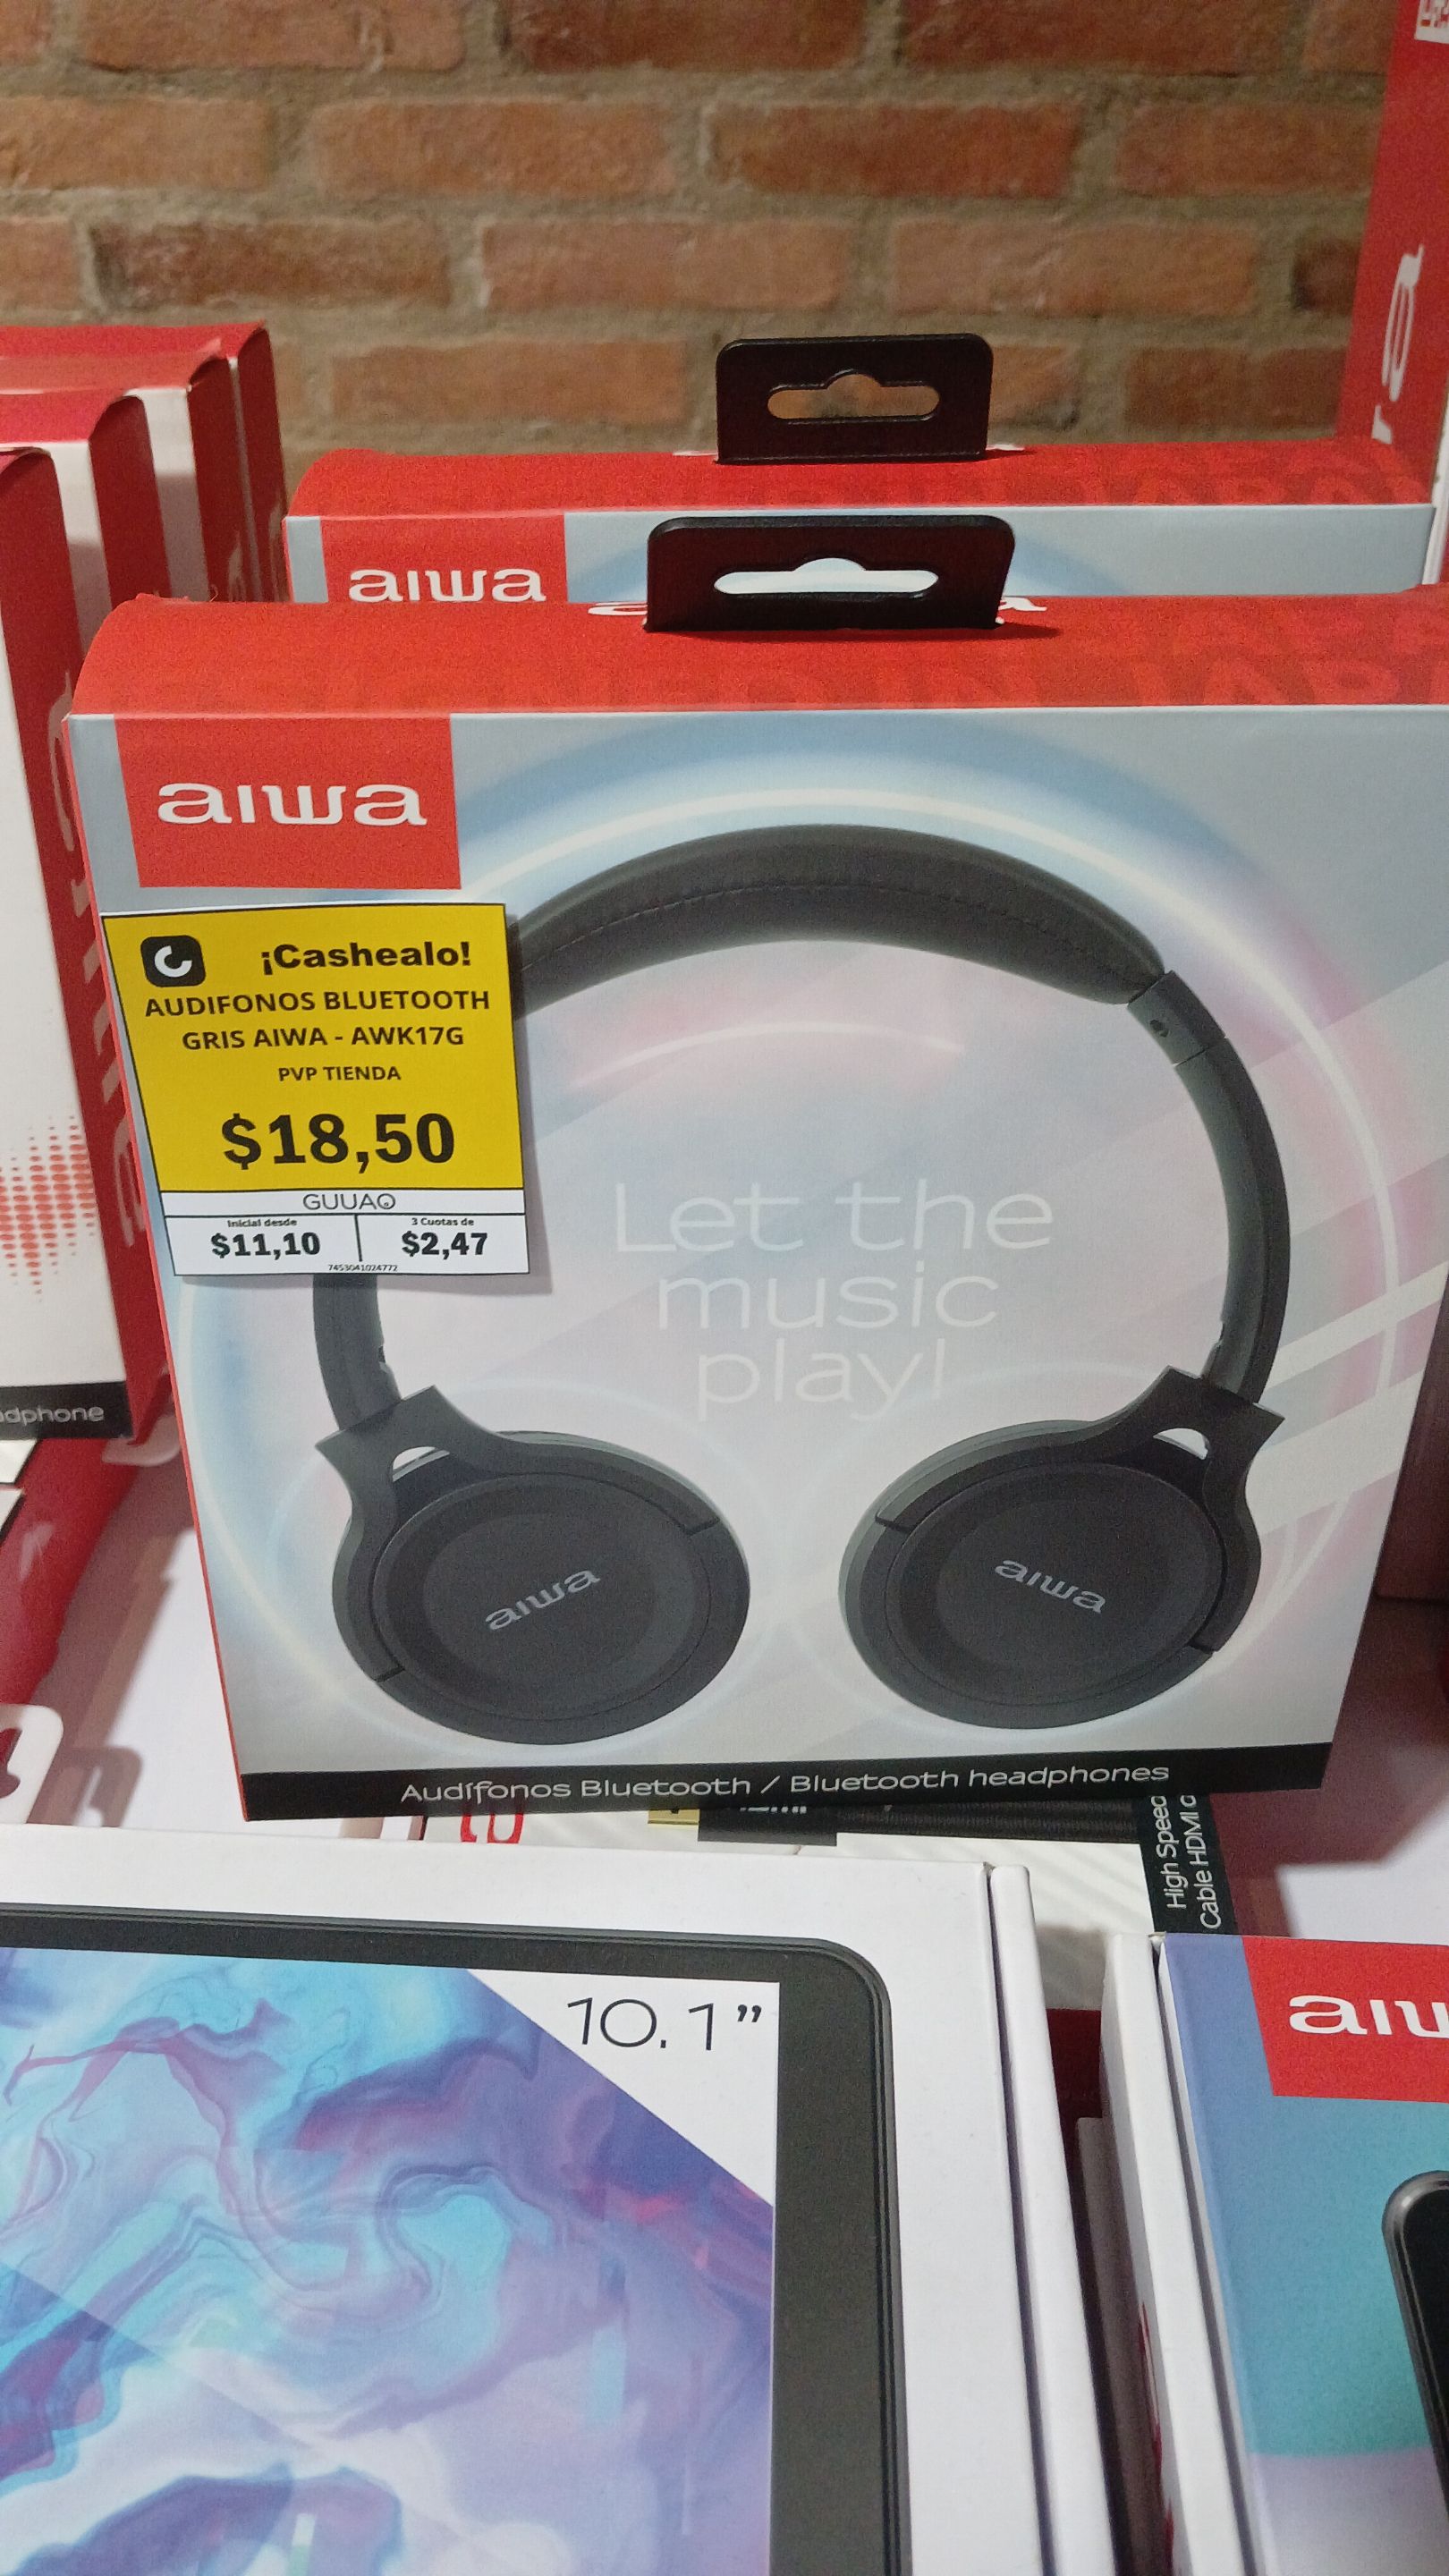 aiwa
aiwa
¡Cashealo!
AUDIFONOS BLUETOOTH
GRIS AIWA - AWK17G
PVP TIENDA
$18,50
GUUAO
Inicial desde
$11,10
3 Cuotas de
$2,47
7453041024772
Let the
music
play!
aiwa
aiwa
Audífonos Bluetooth / Bluetooth headphones
High Speed
Cable HDMI
10.1”